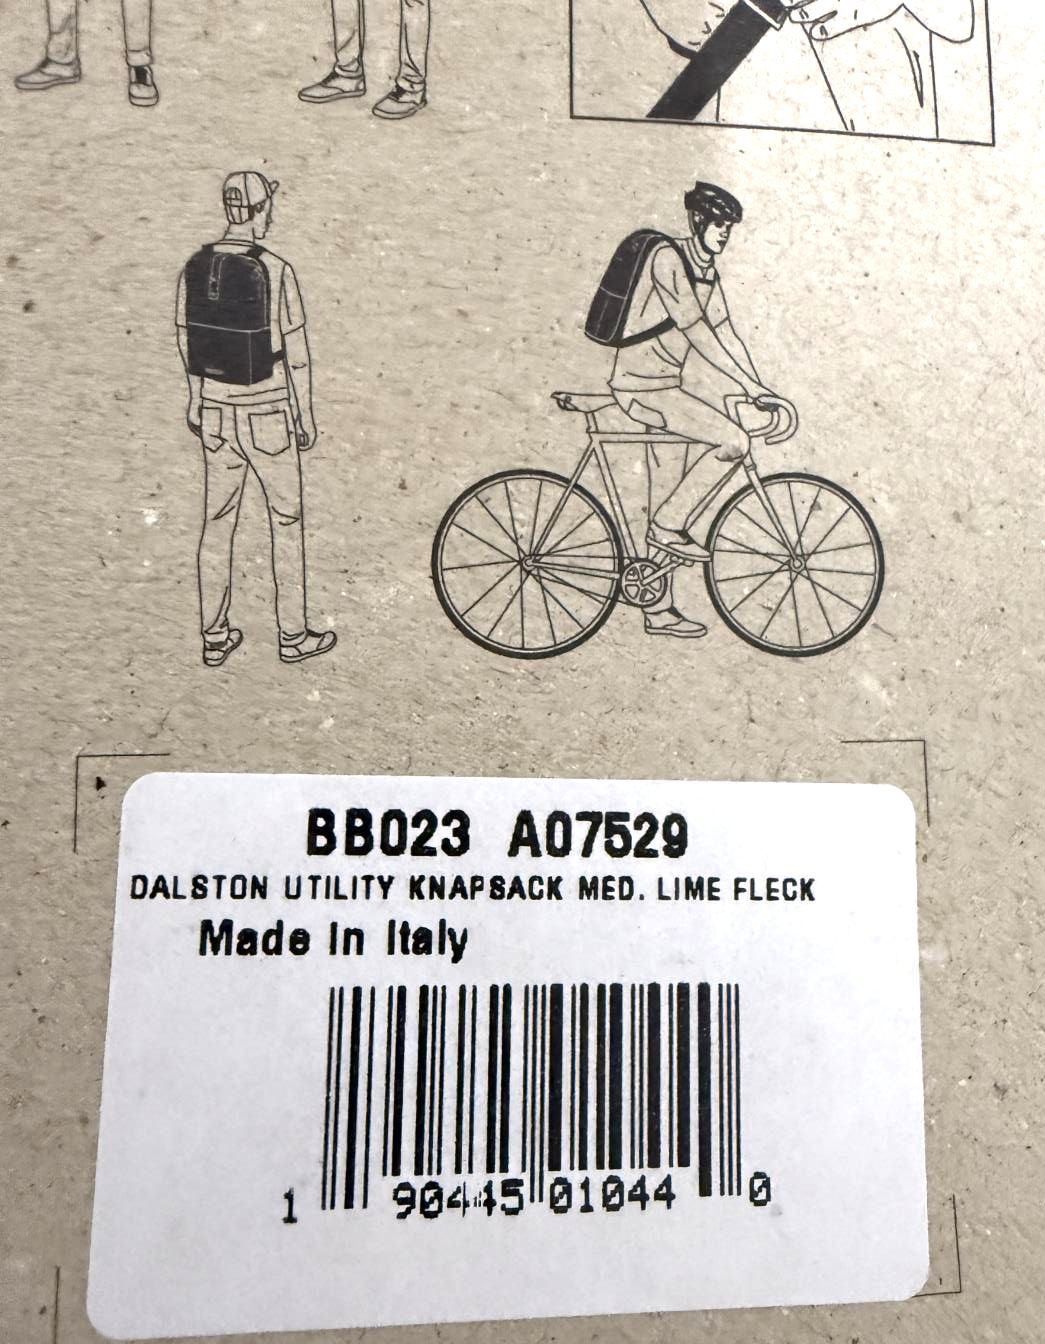 BB023 A07529
DALSTON UTILITY KNAPSACK MED. LIME FLECK
Made in Italy
1 90445 01044 0